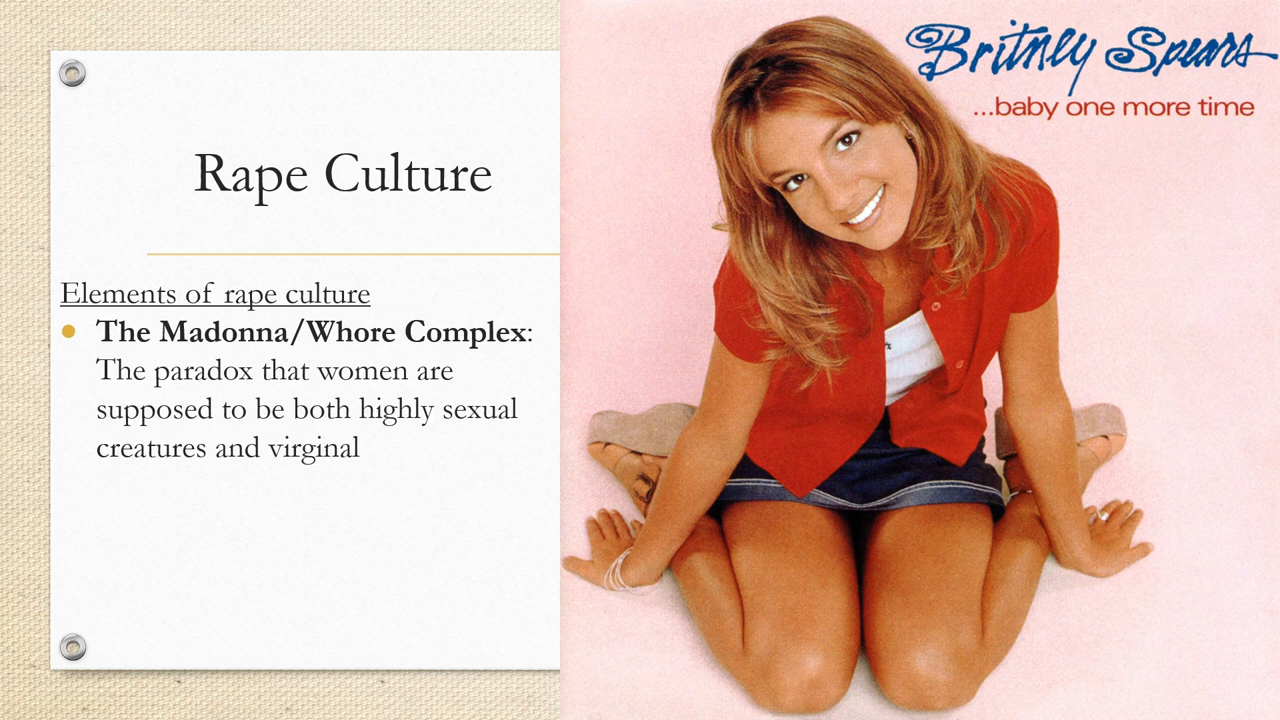 Rape Culture
Elements of rape culture
The Madonna/Whore Complex:
The paradox that women are
supposed to be both highly sexual
creatures and virginal
Britney Spears
...baby one more time